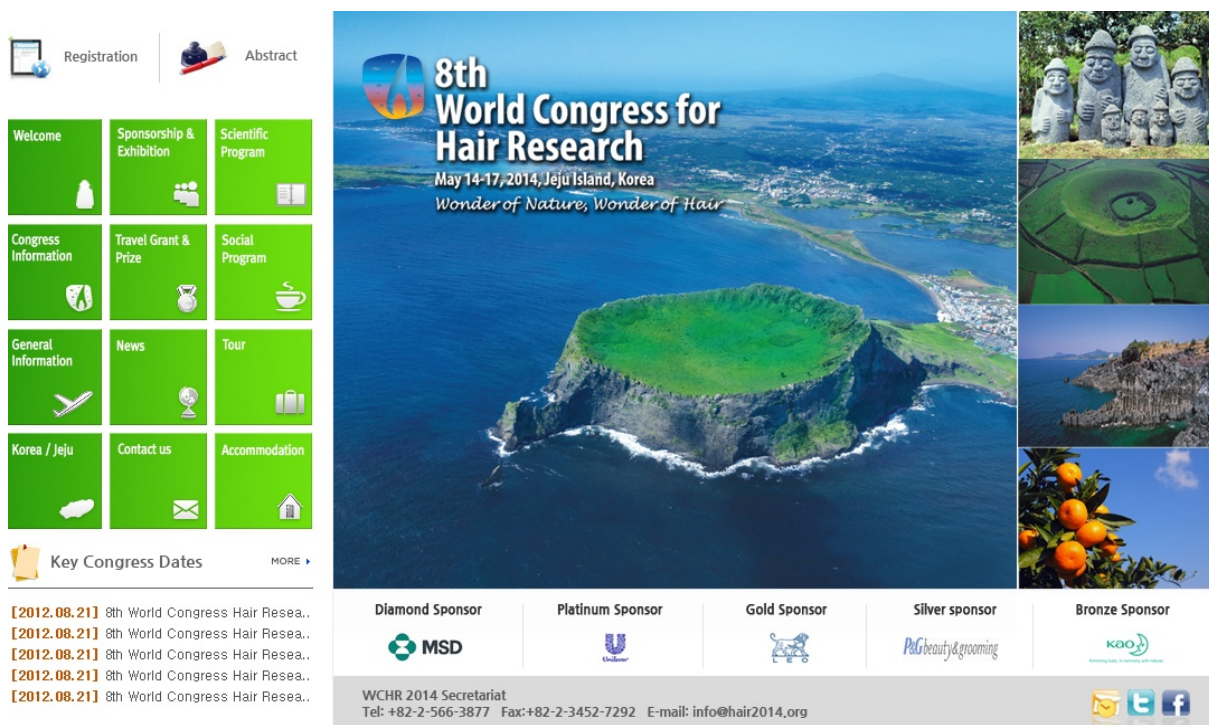 Registration
Abstract
Welcome
Sponsorship &
Exhibition
Scientific
Program
Congress
Information
Travel Grant &
Prize
Social
Program
General
Information
News
Tour
Korea / Jeju
Contact us
Accommodation
Key Congress Dates
MORE
[2012.08.21] 8th World Congress Hair Resea..
[2012.08.21] 8th World Congress Hair Resea..
[2012.08.21] 8th World Congress Hair Resea..
[2012.08.21] 8th World Congress Hair Resea..
[2012.08.21] 8th World Congress Hair Resea..
8th
World Congress for
Hair Research
May 14-17, 2014, Jeju Island, Korea
Wonder of Nature, Wonder of Hair
Diamond Sponsor
Platinum Sponsor
Gold Sponsor
Silver sponsor
Bronze Sponsor
MSD
Unilever
LEO
P&G beauty & grooming
Kao
Enriching lives, in harmony with nature.
WCHR 2014 Secretariat
Tel: +82-2-566-3877 Fax:+82-2-3452-7292 E-mail: info@hair2014.org